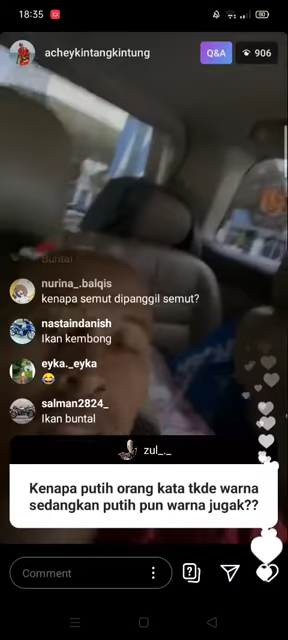 18:35
80
acheykintangkintung
Q&A
906
Buntal
nurina_.balqis
kenapa semut dipanggil semut?
nastaindanish
Ikan kembong
eyka._eyka
salman2824_
Ikan buntal
zul_._
Kenapa putih orang kata tkde warna
sedangkan putih pun warna jugak??
Comment